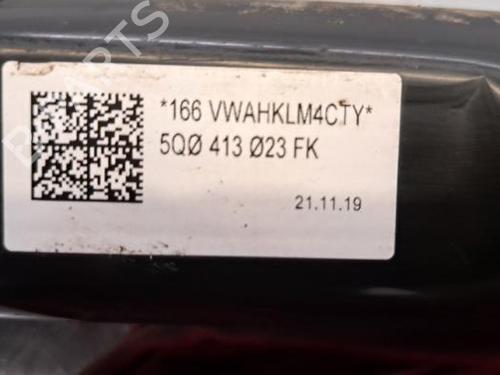 *166 VWAHKLM4CTY*
5QØ 413 Ø23 FK
21.11.19